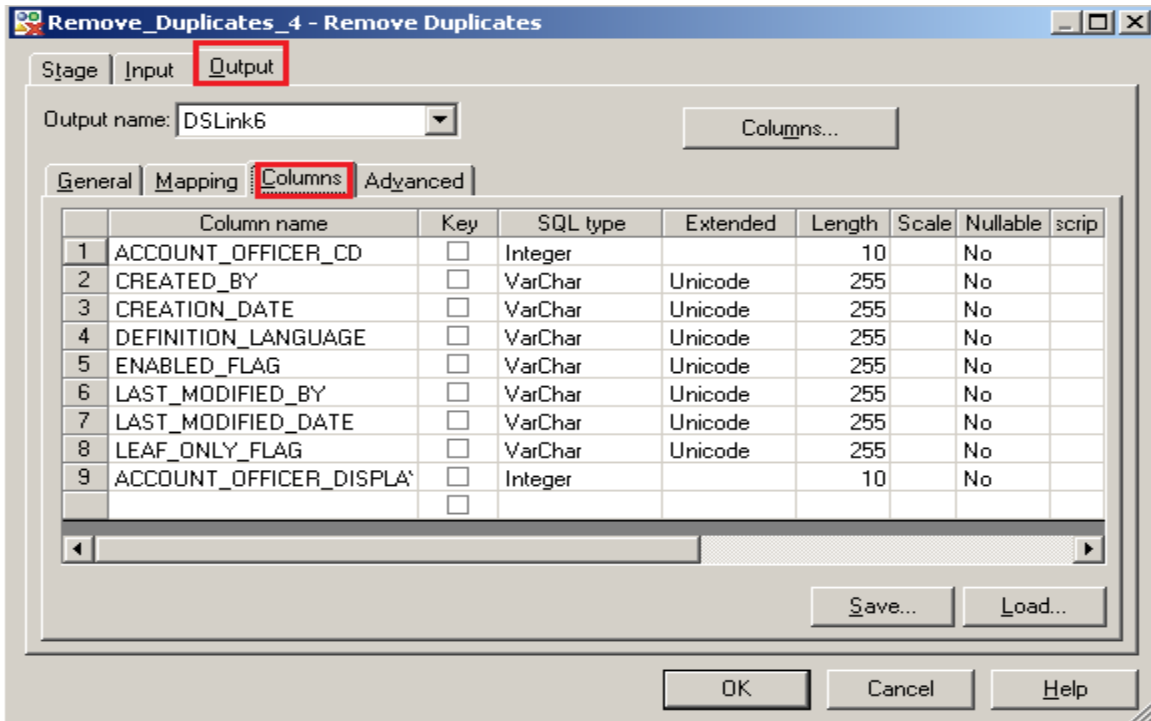 Remove_Duplicates_4 - Remove Duplicates
Stage Input Output
Output name: DSLink6 Columns...
General Mapping Columns Advanced
Column name Key SQL type Extended Length Scale Nullable scrip
1 ACCOUNT_OFFICER_CD Integer 10 No
2 CREATED_BY VarChar Unicode 255 No
3 CREATION_DATE VarChar Unicode 255 No
4 DEFINITION_LANGUAGE VarChar Unicode 255 No
5 ENABLED_FLAG VarChar Unicode 255 No
6 LAST_MODIFIED_BY VarChar Unicode 255 No
7 LAST_MODIFIED_DATE VarChar Unicode 255 No
8 LEAF_ONLY_FLAG VarChar Unicode 255 No
9 ACCOUNT_OFFICER_DISPLA Integer 10 No
Save... Load...
OK Cancel Help